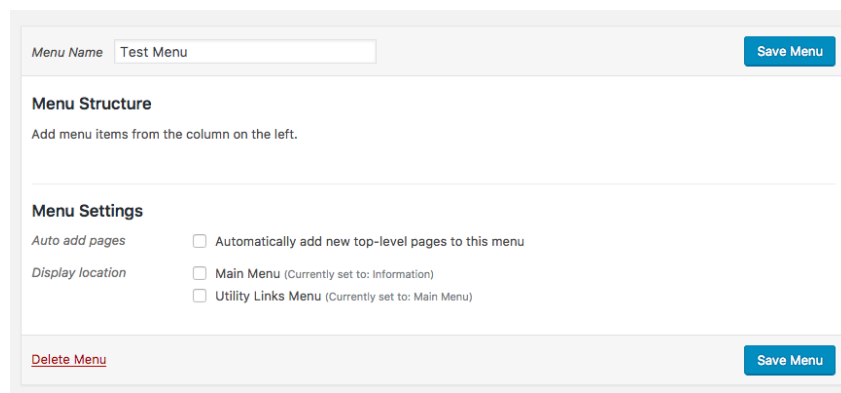 Menu Name Test Menu Save Menu
Menu Structure
Add menu items from the column on the left.
Menu Settings
Auto add pages Automatically add new top-level pages to this menu
Display location Main Menu (Currently set to: Information)
Utility Links Menu (Currently set to: Main Menu)
Delete Menu Save Menu